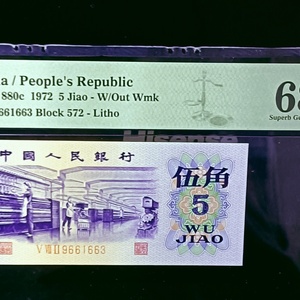 a / People's Republic
880c 1972 5 Jiao - W/Out Wmk
661663 Block 572 - Litho
68
Superb Ge
Hisense
中国人民银行
伍角
5
WU
JIAO
V VIII II 9661663